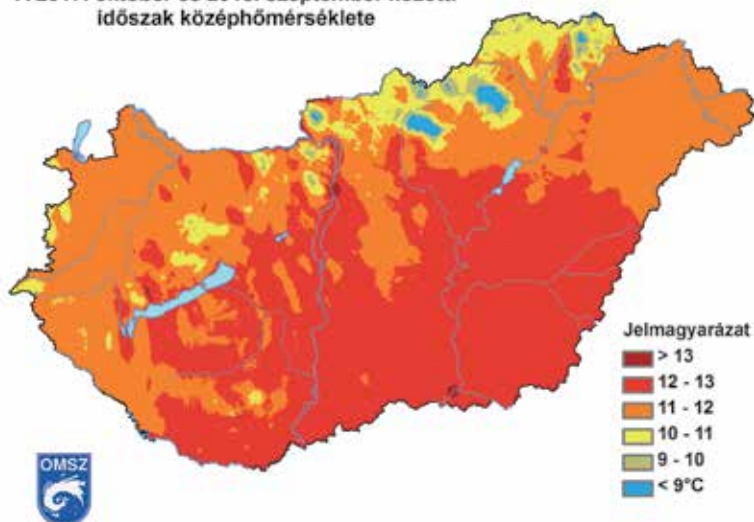 időszak középhőmérséklete
Jelmagyarázat
> 13
12 - 13
11 - 12
10 - 11
9 - 10
< 9°C
OMSZ